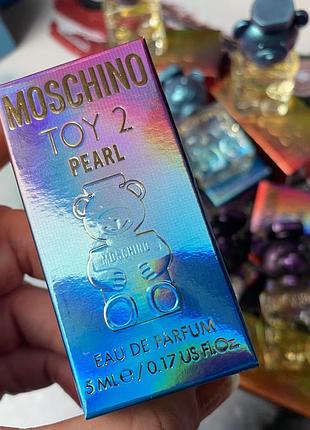 MOSCHINO
TOY 2
PEARL
MOSCHINO
EAU DE PARFUM
5 ML e / 0.17 US Fl.Oz.